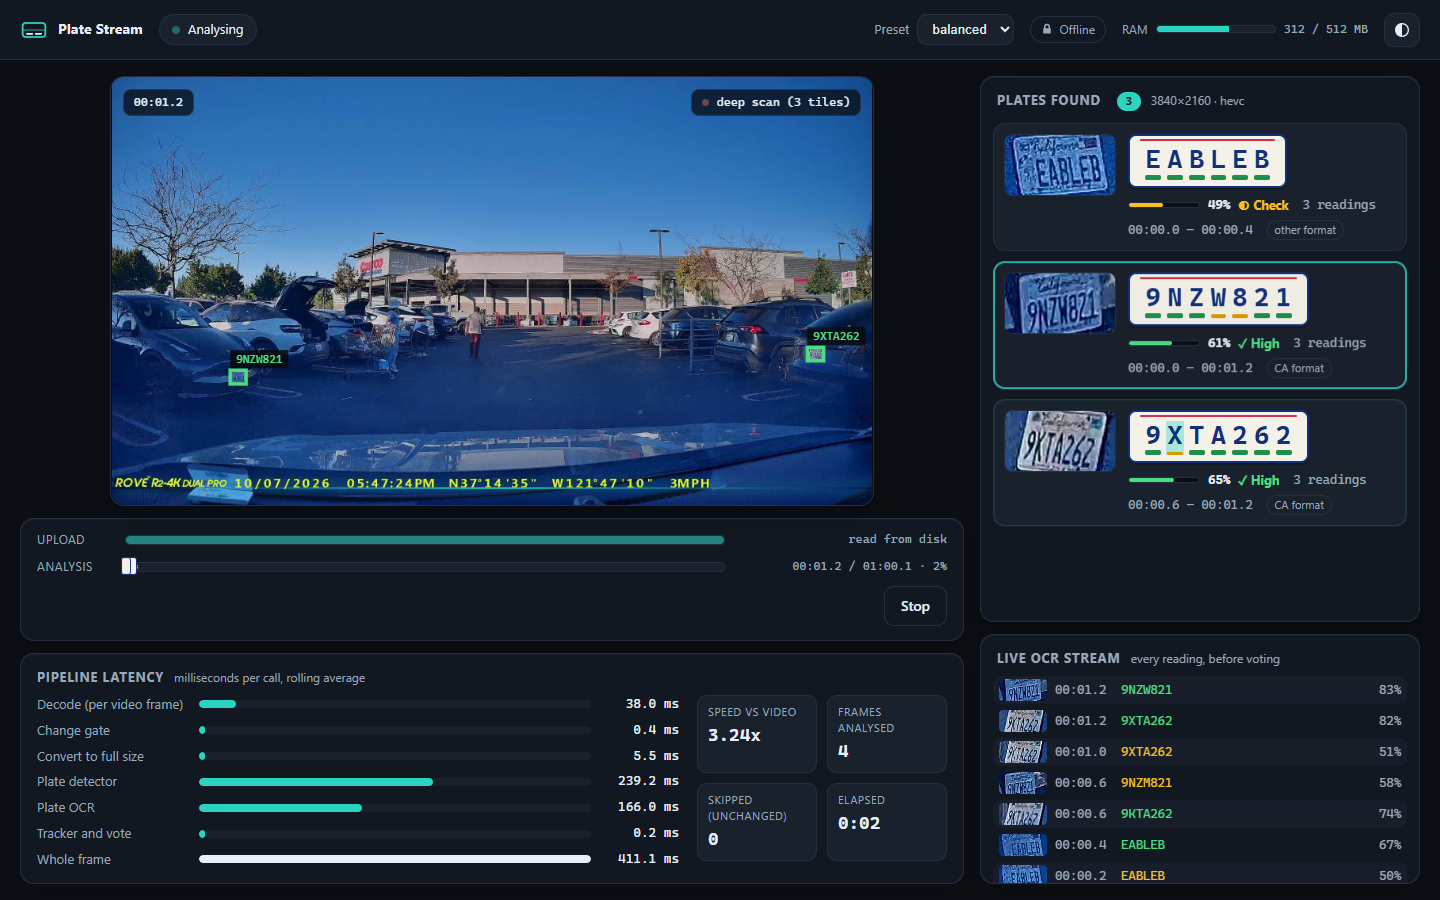 Plate Stream
Analysing
Preset
balanced
Offline
RAM
312 / 512 MB
00:01.2
deep scan (3 tiles)
9NZW821
9XTA262
ROVE R2-4K DUAL PRO 10/07/2026 05:47:24PM N37°14'35" W121°47'10" 3MPH
UPLOAD
read from disk
ANALYSIS
00:01.2 / 01:00.1 · 2%
Stop
PIPELINE LATENCY milliseconds per call, rolling average
Decode (per video frame) 38.0 ms
Change gate 0.4 ms
Convert to full size 5.5 ms
Plate detector 239.2 ms
Plate OCR 166.0 ms
Tracker and vote 0.2 ms
Whole frame 411.1 ms
SPEED VS VIDEO
3.24x
FRAMES
ANALYSED
4
SKIPPED
(UNCHANGED)
0
ELAPSED
0:02
PLATES FOUND 3 3840×2160 · hevc
EABLEB
EABLEB
49% Check 3 readings
00:00.0 – 00:00.4 other format
9NZW821
9NZW821
61% ✓ High 3 readings
00:00.0 – 00:01.2 CA format
9KTA262
9XTA262
65% ✓ High 3 readings
00:00.6 – 00:01.2 CA format
LIVE OCR STREAM every reading, before voting
00:01.2 9NZW821 83%
00:01.2 9XTA262 82%
00:01.0 9XTA262 51%
00:00.6 9NZM821 58%
00:00.6 9KTA262 74%
00:00.4 EABLEB 67%
00:00.2 EABLEB 50%